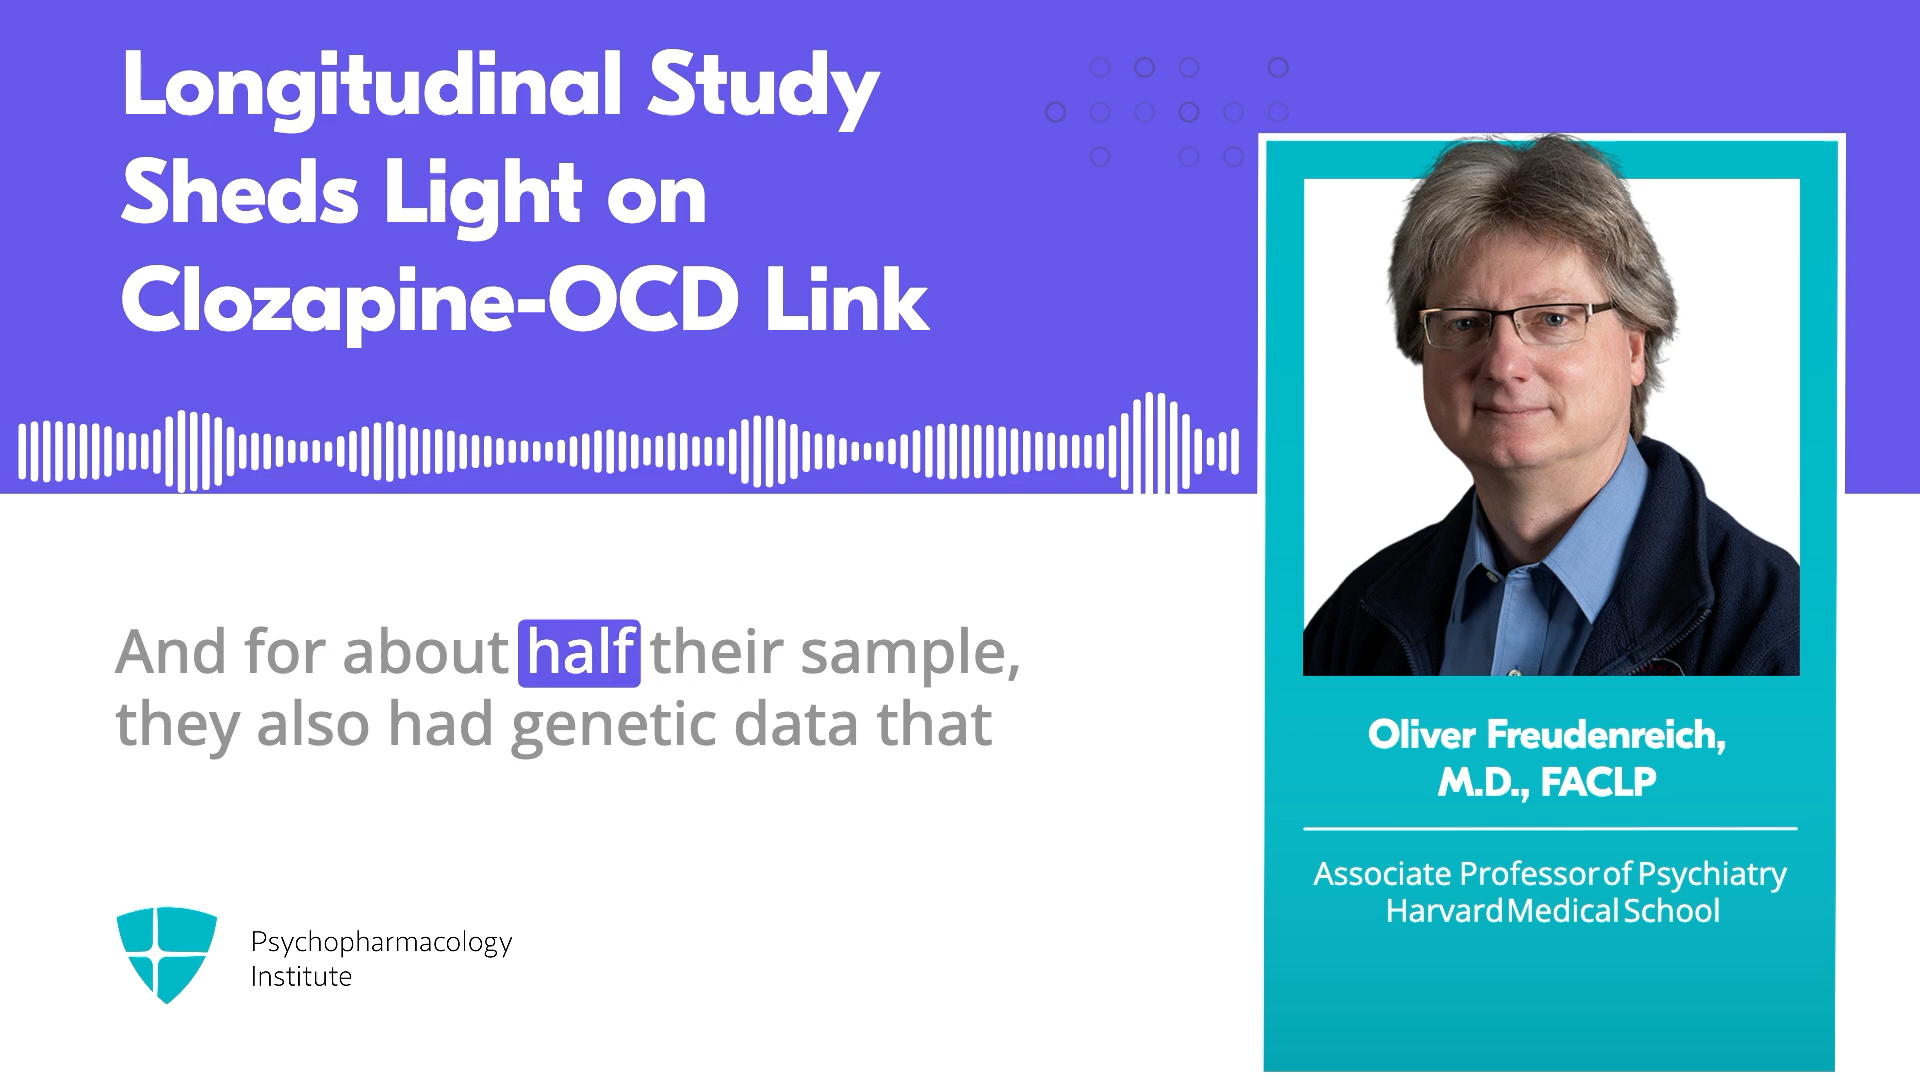 Longitudinal Study
Sheds Light on
Clozapine-OCD Link
And for about half their sample,
they also had genetic data that
Psychopharmacology
Institute
Oliver Freudenreich,
M.D., FACLP
Associate Professor of Psychiatry
Harvard Medical School